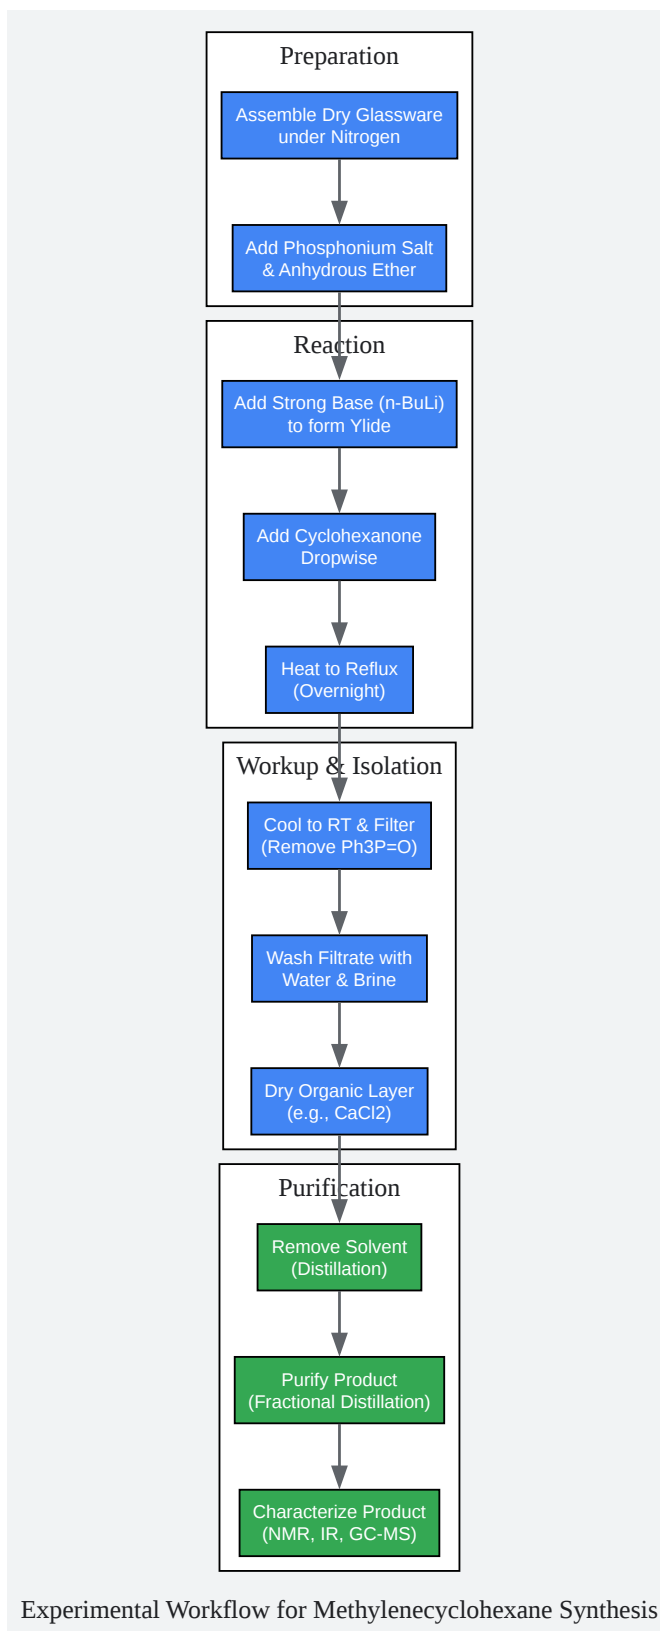 Preparation
Assemble Dry Glassware
under Nitrogen
Add Phosphonium Salt
& Anhydrous Ether
Reaction
Add Strong Base (n-BuLi)
to form Ylide
Add Cyclohexanone
Dropwise
Heat to Reflux
(Overnight)
Workup & Isolation
Cool to RT & Filter
(Remove Ph3P=O)
Wash Filtrate with
Water & Brine
Dry Organic Layer
(e.g., CaCl2)
Purification
Remove Solvent
(Distillation)
Purify Product
(Fractional Distillation)
Characterize Product
(NMR, IR, GC-MS)
Experimental Workflow for Methylenecyclohexane Synthesis